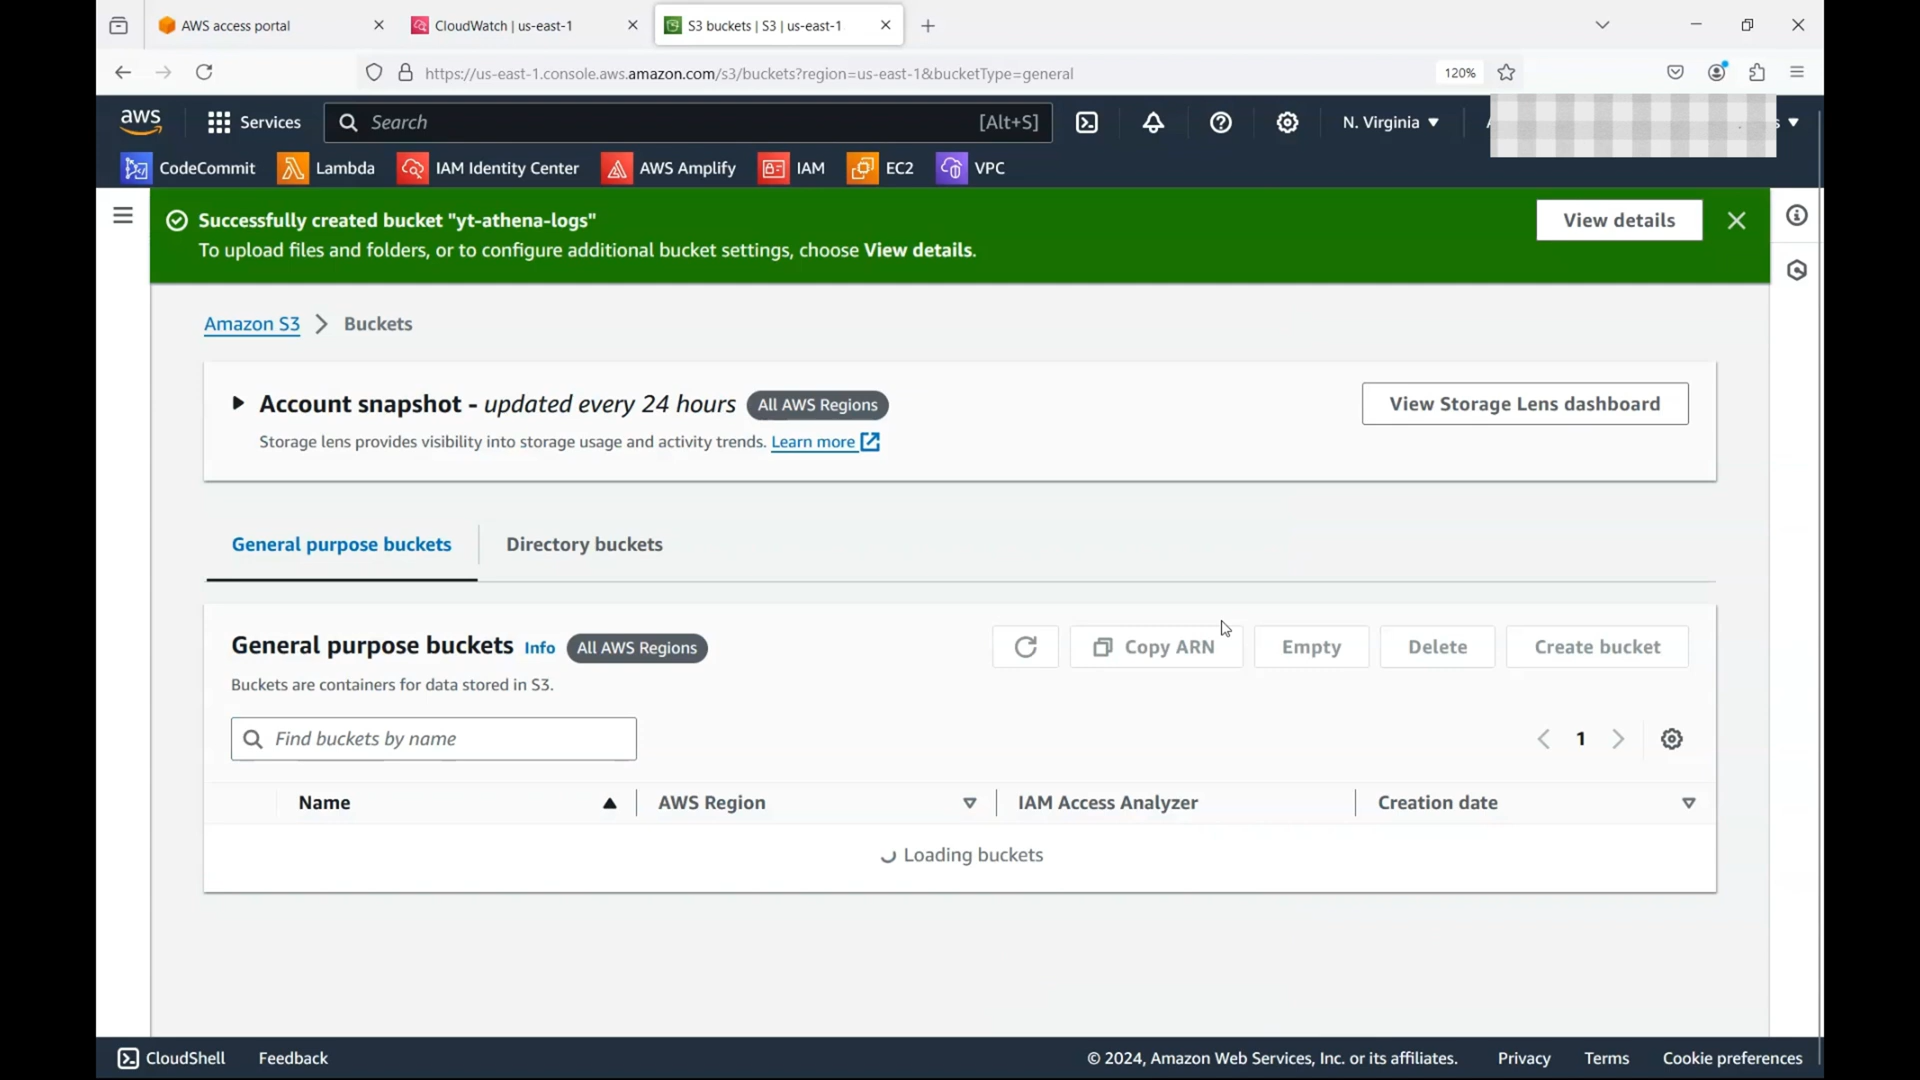 AWS access portal
CloudWatch | us-east-1
S3 buckets | S3 | us-east-1
https://us-east-1.console.aws.amazon.com/s3/buckets?region=us-east-1&bucketType=general
120%
aws
Services
Search
[Alt+S]
N. Virginia
CodeCommit
Lambda
IAM Identity Center
AWS Amplify
IAM
EC2
VPC
Successfully created bucket "yt-athena-logs"
To upload files and folders, or to configure additional bucket settings, choose View details.
View details
Amazon S3
Buckets
Account snapshot - updated every 24 hours
All AWS Regions
View Storage Lens dashboard
Storage lens provides visibility into storage usage and activity trends. Learn more
General purpose buckets
Directory buckets
General purpose buckets
Info
All AWS Regions
Copy ARN
Empty
Delete
Create bucket
Buckets are containers for data stored in S3.
Find buckets by name
1
Name
AWS Region
IAM Access Analyzer
Creation date
Loading buckets
CloudShell
Feedback
© 2024, Amazon Web Services, Inc. or its affiliates.
Privacy
Terms
Cookie preferences